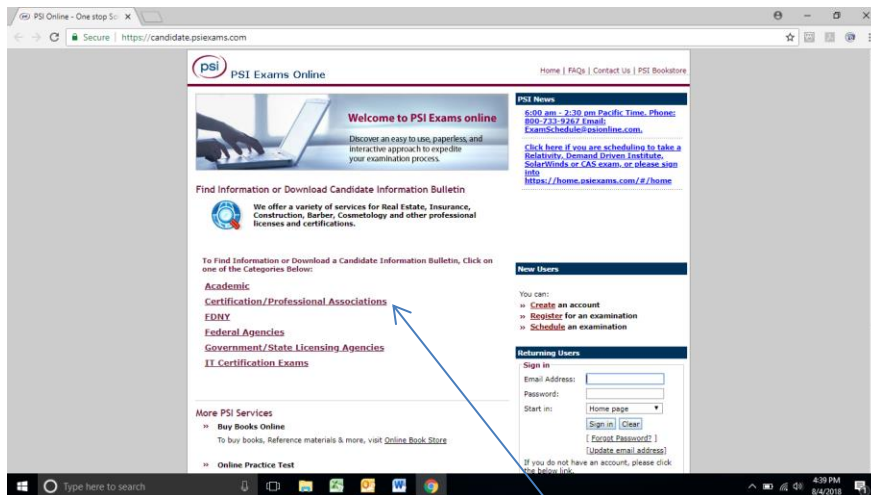 PSI Online - One stop So
Secure | https://candidate.psiexams.com
psi
PSI Exams Online
Home | FAQs | Contact Us | PSI Bookstore
Welcome to PSI Exams online
Discover an easy to use, paperless, and
interactive approach to expedite
your examination process.
Find Information or Download Candidate Information Bulletin
We offer a variety of services for Real Estate, Insurance,
Construction, Barber, Cosmetology and other professional
licenses and certifications.
To Find Information or Download a Candidate Information Bulletin, Click on
one of the Categories Below:
Academic
Certification/Professional Associations
FDNY
Federal Agencies
Government/State Licensing Agencies
IT Certification Exams
More PSI Services
» Buy Books Online
To buy books, Reference materials & more, visit Online Book Store
» Online Practice Test
PSI News
6:00 am - 2:30 pm Pacific Time. Phone:
800-733-9267 Email:
ExamSchedule@psionline.com.
Click here if you are scheduling to take a
Relativity, Demand Driven Institute,
SolarWinds or CAS exam, or please sign
into
https://home.psiexams.com/#/home
New Users
You can:
» Create an account
» Register for an examination
» Schedule an examination
Returning Users
Sign in
Email Address:
Password:
Start in: Home page
Sign in Clear
[ Forgot Password? ]
[Update email address]
If you do not have an account, please click
the below link.
Type here to search
4:39 PM
8/4/2018